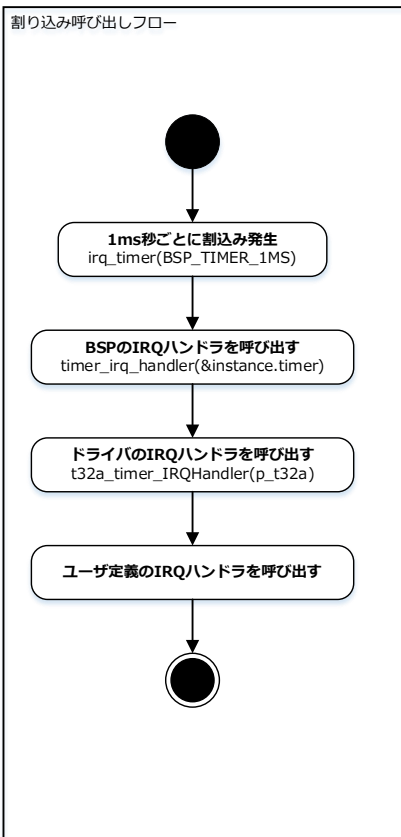 割り込み呼び出しフロー
1ms秒ごとに割込み発生
irq_timer(BSP_TIMER_1MS)
BSPのIRQハンドラを呼び出す
timer_irq_handler(&instance.timer)
ドライバのIRQハンドラを呼び出す
t32a_timer_IRQHandler(p_t32a)
ユーザ定義のIRQハンドラを呼び出す